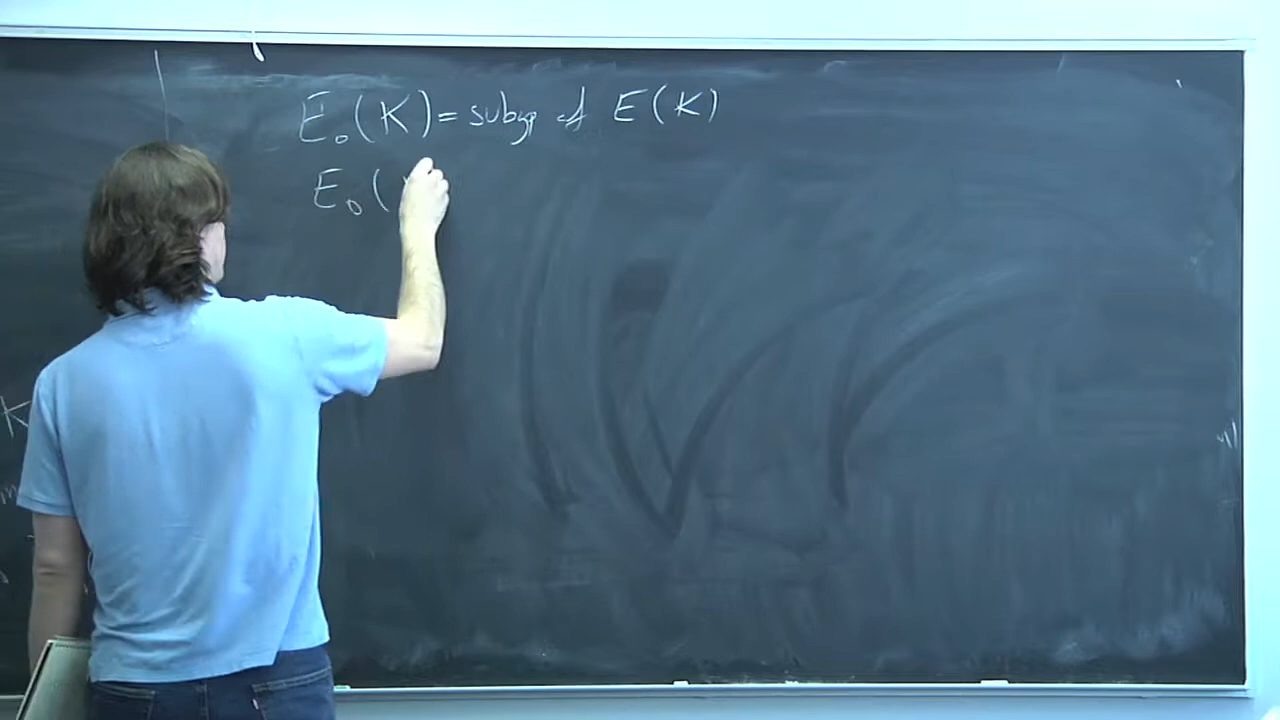 E₀(K) = subgp of E(K)
E₀(
K